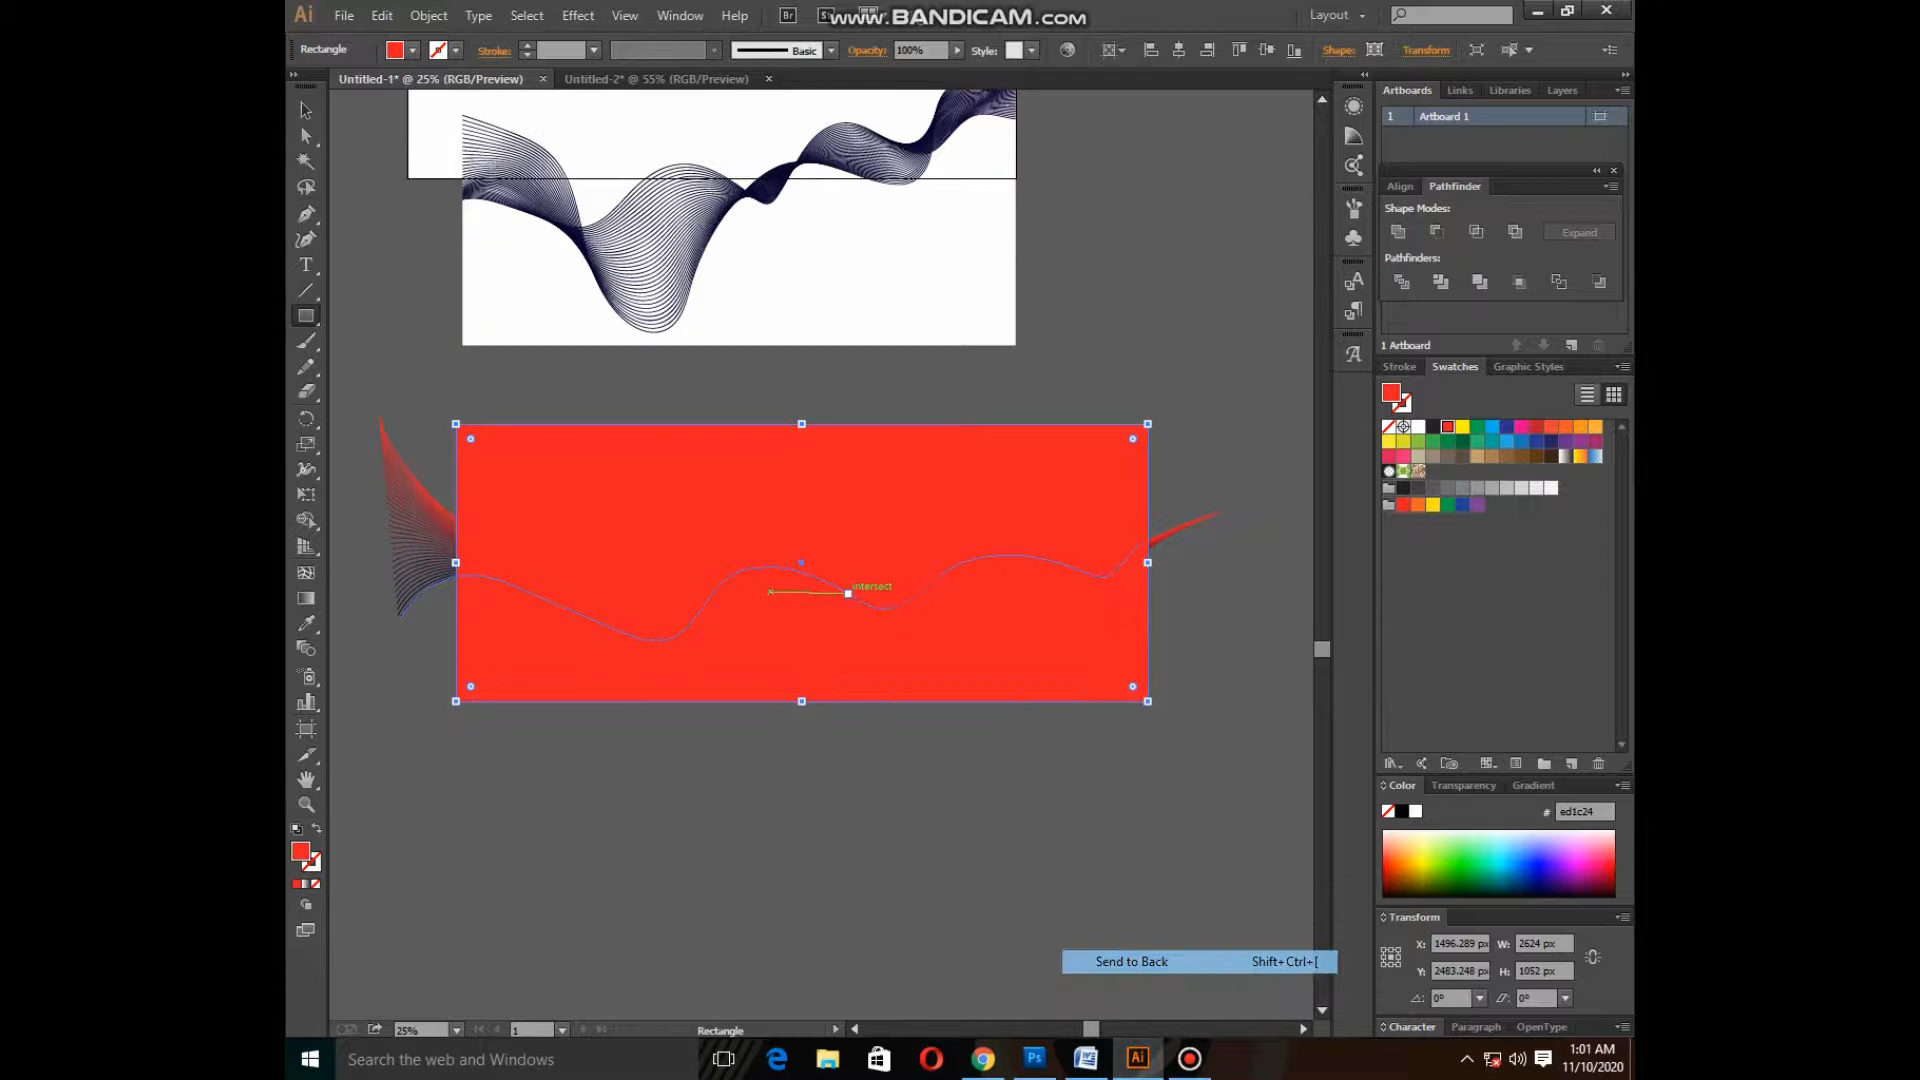 Ai File Edit Object Type Select Effect View Window Help Br St www.BANDICAM.com Layout
Rectangle Stroke: Basic Opacity: 100% Style: Shape: Transform
Untitled-1* @ 25% (RGB/Preview) × Untitled-2* @ 55% (RGB/Preview) ×
Artboards Links Libraries Layers
1 Artboard 1
Align Pathfinder
Shape Modes:
Expand
Pathfinders:
1 Artboard
Stroke Swatches Graphic Styles
intersect
Color Transparency Gradient
# ed1c24
Transform
X: 1496.289 px W: 2624 px
Y: 2483.248 px H: 1052 px
0° 0°
Send to Back Shift+Ctrl+[
25% 1 Rectangle
Character Paragraph OpenType
Search the web and Windows
Ps
Ai
1:01 AM
11/10/2020